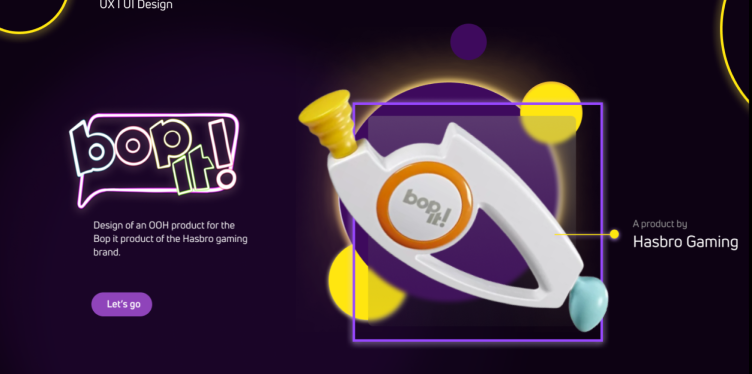 UX I UI Design
bop
it!
Design of an OOH product for the
Bop it product of the Hasbro gaming
brand.
Let's go
bop
it!
A product by
Hasbro Gaming